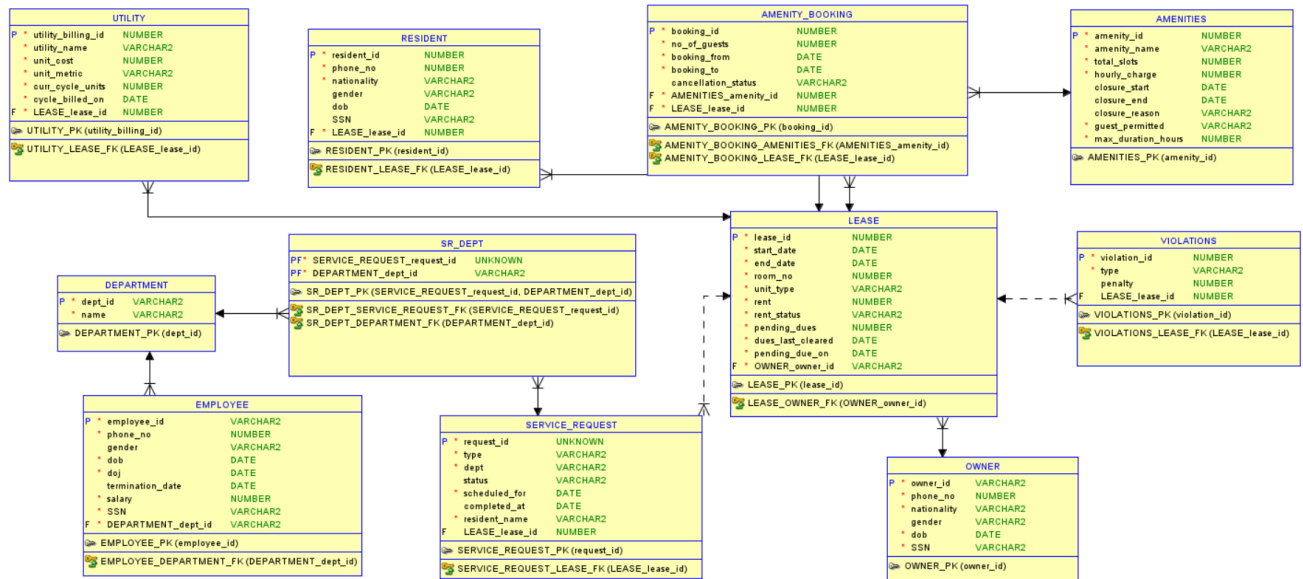 UTILITY
P * utility_billing_id NUMBER
* utility_name VARCHAR2
* unit_cost NUMBER
* unit_metric VARCHAR2
* curr_cycle_units NUMBER
* cycle_billed_on DATE
F * LEASE_lease_id NUMBER
UTILITY_PK (utility_billing_id)
UTILITY_LEASE_FK (LEASE_lease_id)
RESIDENT
P * resident_id NUMBER
* phone_no NUMBER
* nationality VARCHAR2
gender VARCHAR2
dob DATE
SSN VARCHAR2
F * LEASE_lease_id NUMBER
RESIDENT_PK (resident_id)
RESIDENT_LEASE_FK (LEASE_lease_id)
AMENITY_BOOKING
P * booking_id NUMBER
* no_of_guests NUMBER
* booking_from DATE
* booking_to DATE
cancellation_status VARCHAR2
F * AMENITIES_amenity_id NUMBER
F * LEASE_lease_id NUMBER
AMENITY_BOOKING_PK (booking_id)
AMENITY_BOOKING_AMENITIES_FK (AMENITIES_amenity_id)
AMENITY_BOOKING_LEASE_FK (LEASE_lease_id)
AMENITIES
P * amenity_id NUMBER
* amenity_name VARCHAR2
* total_slots NUMBER
* hourly_charge NUMBER
closure_start DATE
closure_end DATE
closure_reason VARCHAR2
* guest_permitted VARCHAR2
* max_duration_hours NUMBER
AMENITIES_PK (amenity_id)
SR_DEPT
PF* SERVICE_REQUEST_request_id UNKNOWN
PF* DEPARTMENT_dept_id VARCHAR2
SR_DEPT_PK (SERVICE_REQUEST_request_id, DEPARTMENT_dept_id)
SR_DEPT_SERVICE_REQUEST_FK (SERVICE_REQUEST_request_id)
SR_DEPT_DEPARTMENT_FK (DEPARTMENT_dept_id)
LEASE
P * lease_id NUMBER
* start_date DATE
* end_date DATE
* room_no NUMBER
* unit_type VARCHAR2
* rent NUMBER
* rent_status VARCHAR2
* pending_dues NUMBER
* dues_last_cleared DATE
* pending_due_on DATE
F * OWNER_owner_id VARCHAR2
LEASE_PK (lease_id)
LEASE_OWNER_FK (OWNER_owner_id)
VIOLATIONS
P * violation_id NUMBER
* type VARCHAR2
penalty NUMBER
F LEASE_lease_id NUMBER
VIOLATIONS_PK (violation_id)
VIOLATIONS_LEASE_FK (LEASE_lease_id)
DEPARTMENT
P * dept_id VARCHAR2
* name VARCHAR2
DEPARTMENT_PK (dept_id)
EMPLOYEE
P * employee_id VARCHAR2
* phone_no NUMBER
gender VARCHAR2
* dob DATE
* doj DATE
termination_date DATE
* salary NUMBER
* SSN VARCHAR2
F * DEPARTMENT_dept_id VARCHAR2
EMPLOYEE_PK (employee_id)
EMPLOYEE_DEPARTMENT_FK (DEPARTMENT_dept_id)
SERVICE_REQUEST
P * request_id UNKNOWN
* type VARCHAR2
* dept VARCHAR2
status VARCHAR2
* scheduled_for DATE
completed_at DATE
* resident_name VARCHAR2
F LEASE_lease_id NUMBER
SERVICE_REQUEST_PK (request_id)
SERVICE_REQUEST_LEASE_FK (LEASE_lease_id)
OWNER
P * owner_id VARCHAR2
* phone_no NUMBER
* nationality VARCHAR2
gender VARCHAR2
* dob DATE
* SSN VARCHAR2
OWNER_PK (owner_id)